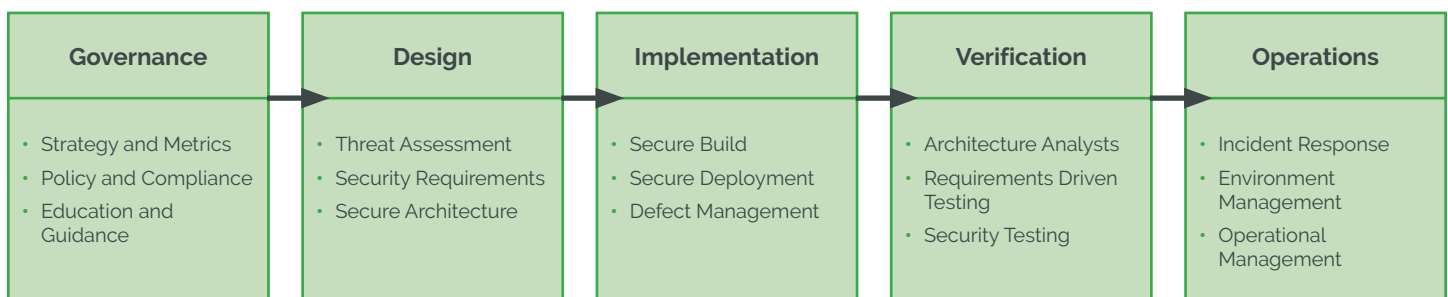 Governance
• Strategy and Metrics
• Policy and Compliance
• Education and
Guidance
Design
• Threat Assessment
• Security Requirements
• Secure Architecture
Implementation
• Secure Build
• Secure Deployment
• Defect Management
Verification
• Architecture Analysts
• Requirements Driven
Testing
• Security Testing
Operations
• Incident Response
• Environment
Management
• Operational
Management